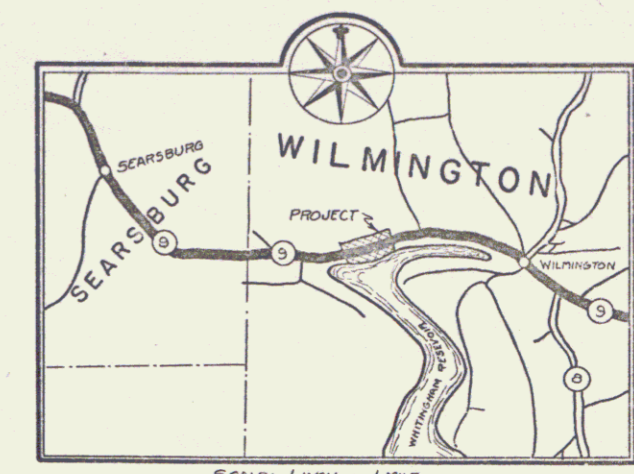 WILMINGTON
SEARSBURG
SEARSBURG
PROJECT
9
9
WILMINGTON
9
8
WHITINGHAM RESERVOIR